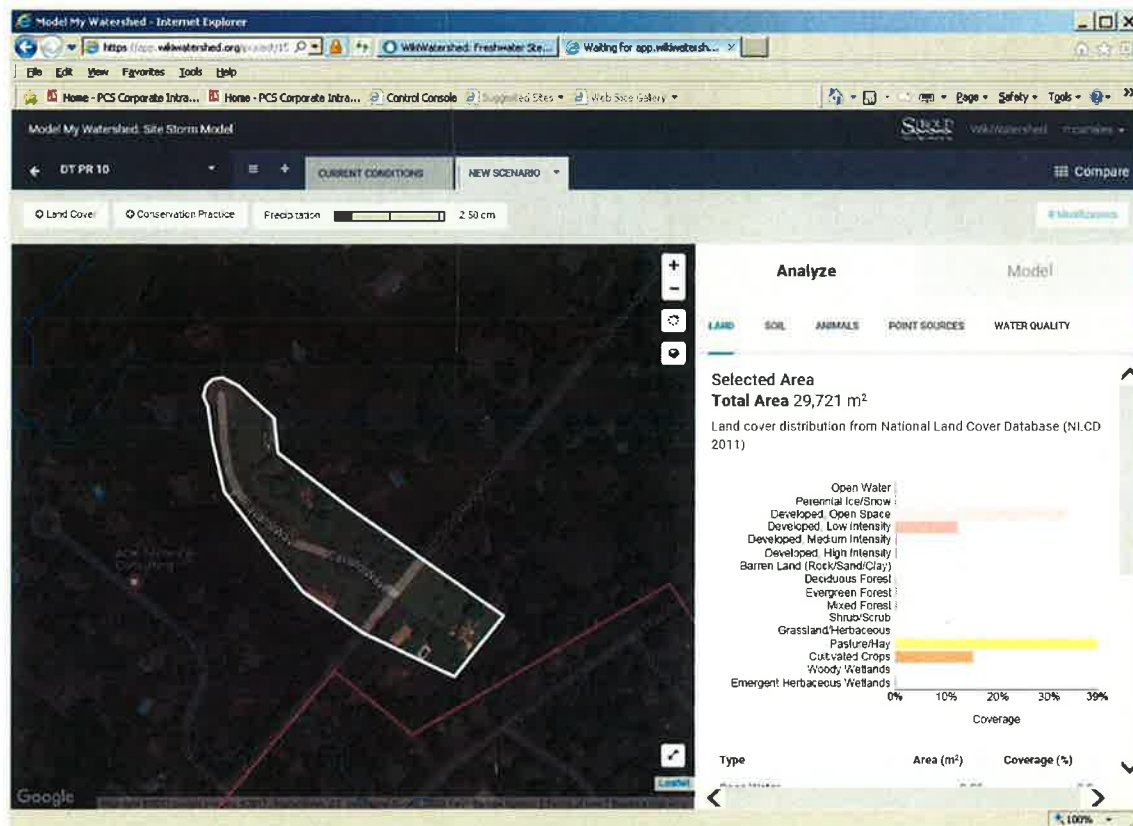 Model My Watershed - Internet Explorer
WikiWatershed: Freshwater Ste...
Waiting for app.wikiwatersh...
File Edit View Favorites Tools Help
Home - PCS Corporate Intra... Home - PCS Corporate Intra... Control Console Suggested Sites Web Slice Gallery
Page Safety Tools
Model My Watershed: Site Storm Model
WikiWatershed
DT PR 10 CURRENT CONDITIONS NEW SCENARIO Compare
Land Cover Conservation Practice Precipitation 2.50 cm
Analyze Model
LAND SOIL ANIMALS POINT SOURCES WATER QUALITY
Selected Area
Total Area 29,721 m²
Land cover distribution from National Land Cover Database (NLCD
2011)
Open Water
Perennial Ice/Snow
Developed, Open Space
Developed, Low Intensity
Developed, Medium Intensity
Developed, High Intensity
Barren Land (Rock/Sand/Clay)
Deciduous Forest
Evergreen Forest
Mixed Forest
Shrub/Scrub
Grassland/Herbaceous
Pasture/Hay
Cultivated Crops
Woody Wetlands
Emergent Herbaceous Wetlands
0% 10% 20% 30% 39%
Coverage
Type Area (m²) Coverage (%)
Leaflet
Google
100%